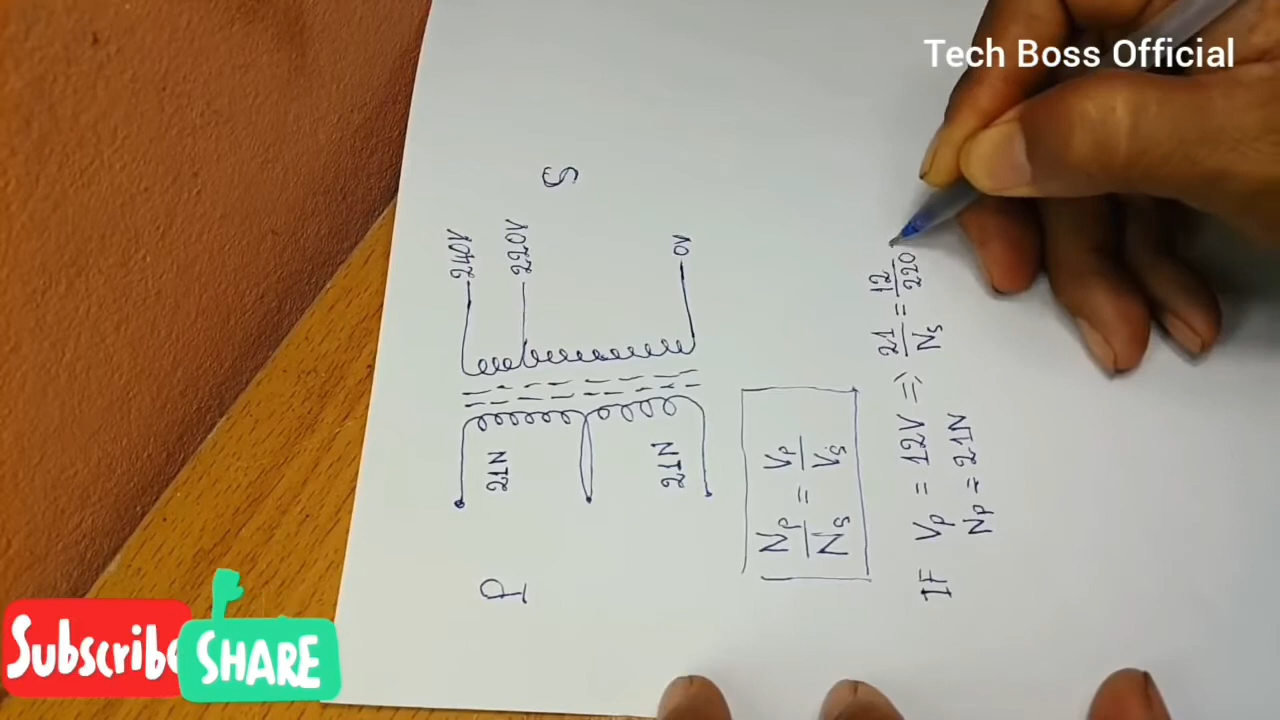 Tech Boss Official
S
240V
220V
0V
21N
21N
P
Np/Ns = Vp/Vs
IF Vp = 12V => 21/Ns = 12/220
Np = 21N
Subscribe
SHARE